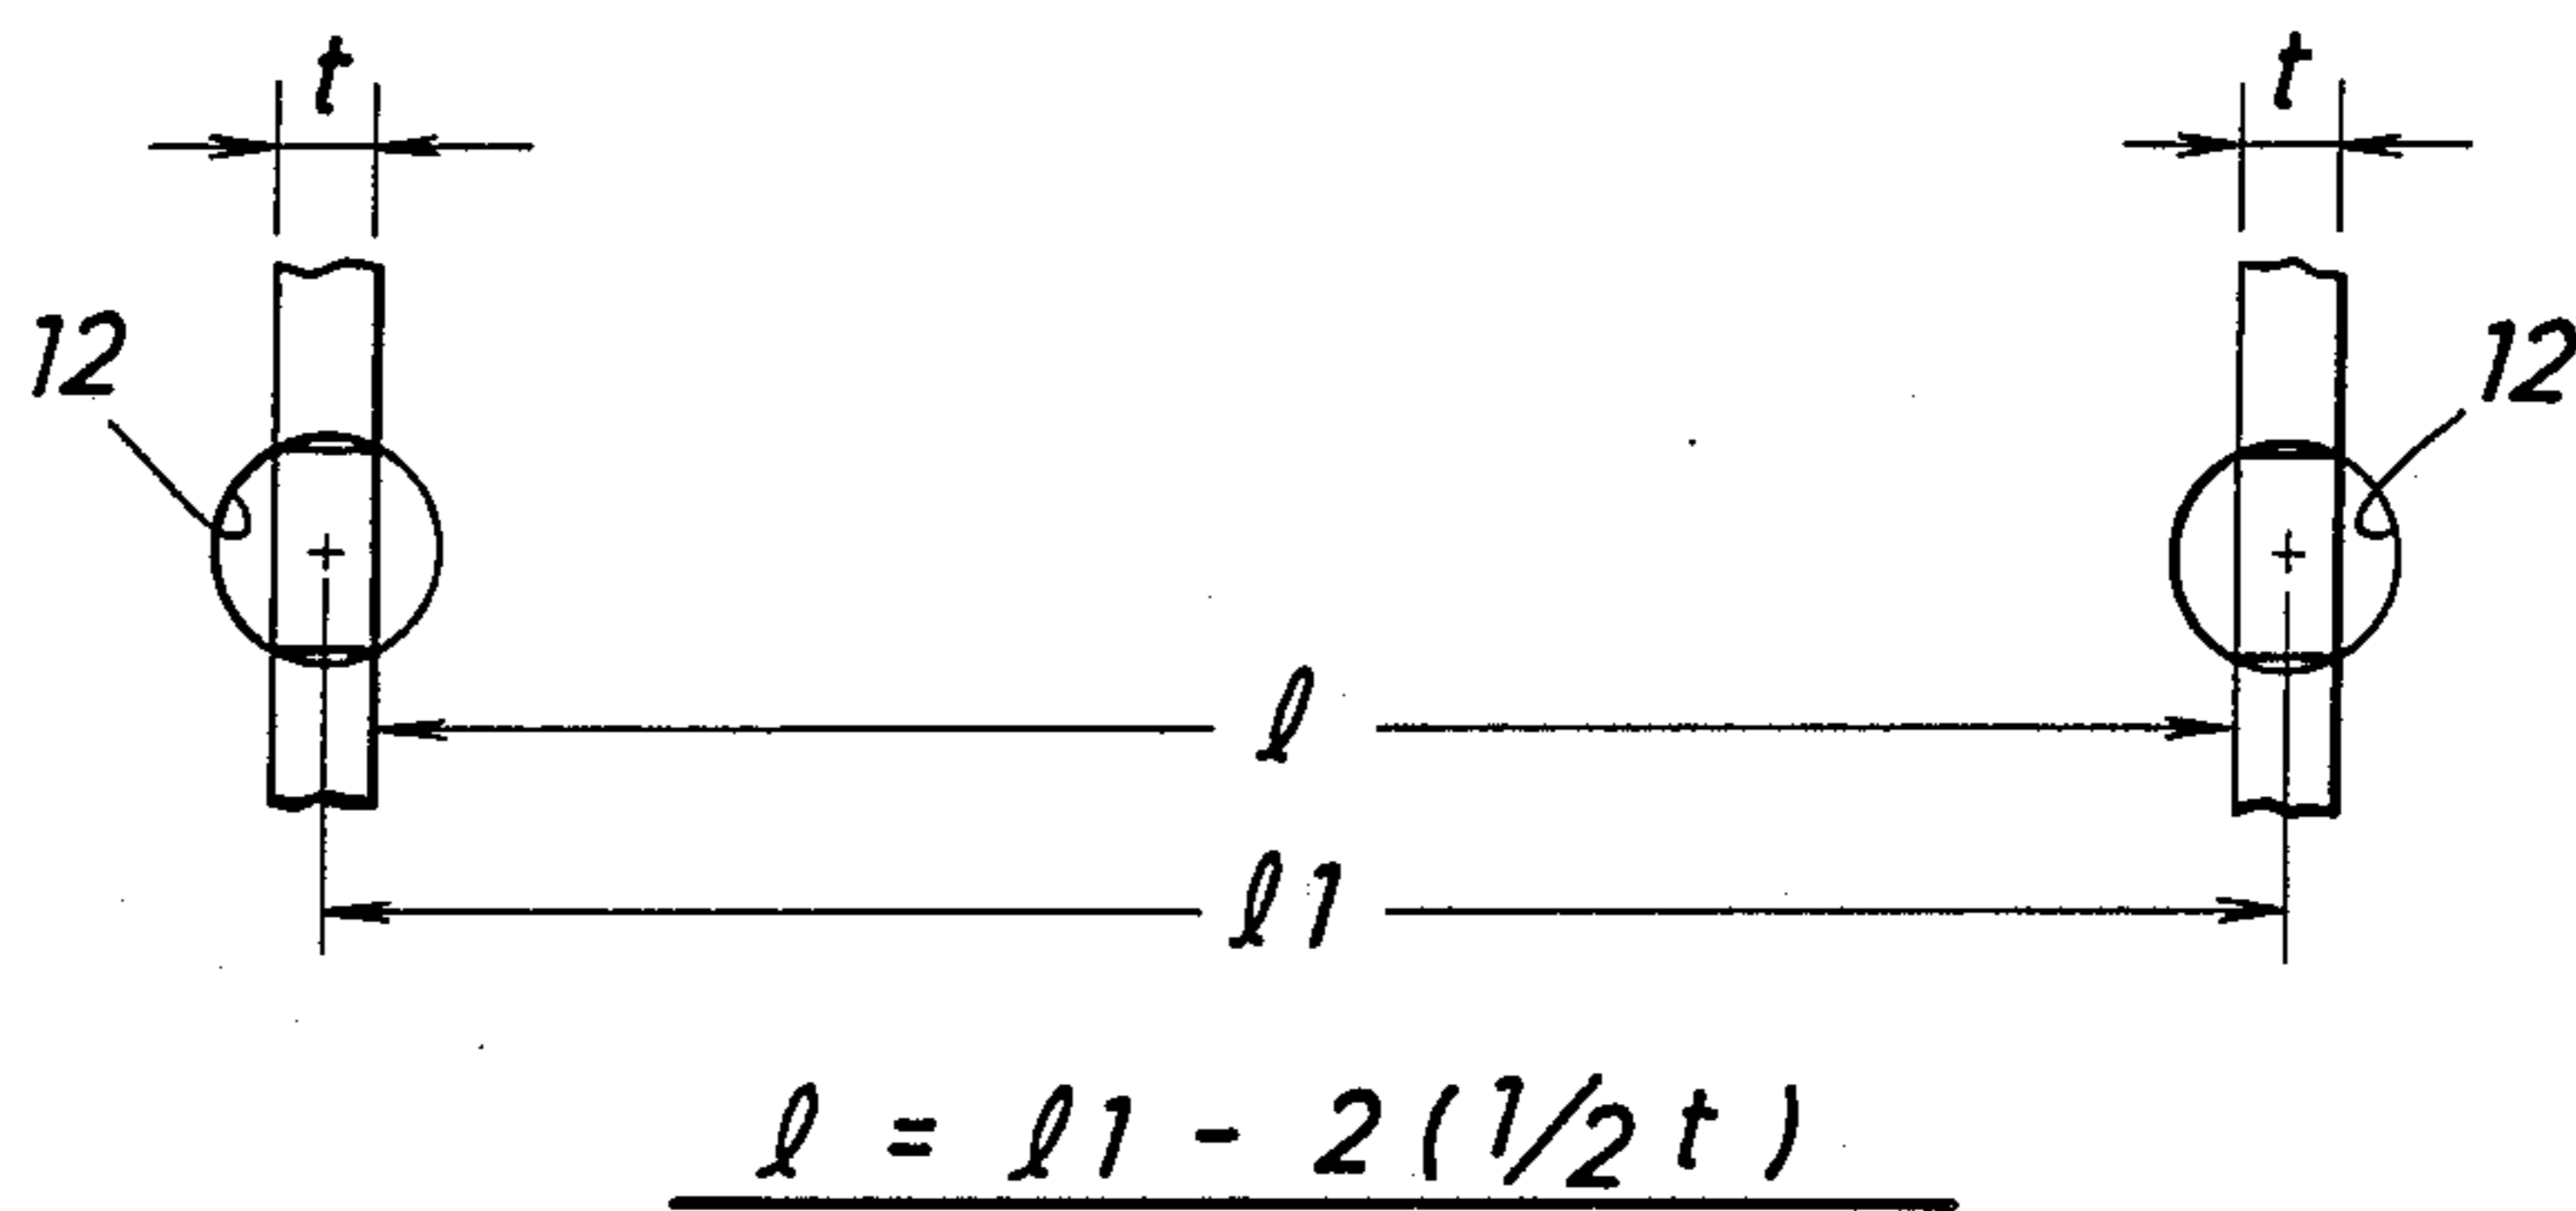 t t
12 12
ℓ
ℓ1
ℓ = ℓ1 - 2 (1/2 t)